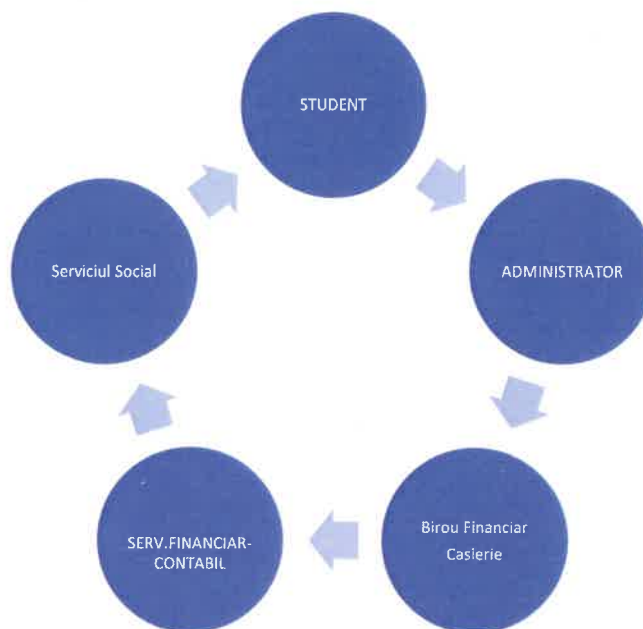 STUDENT
ADMINISTRATOR
Birou Financiar
Casierie
SERV.FINANCIAR-
CONTABIL
Serviciul Social